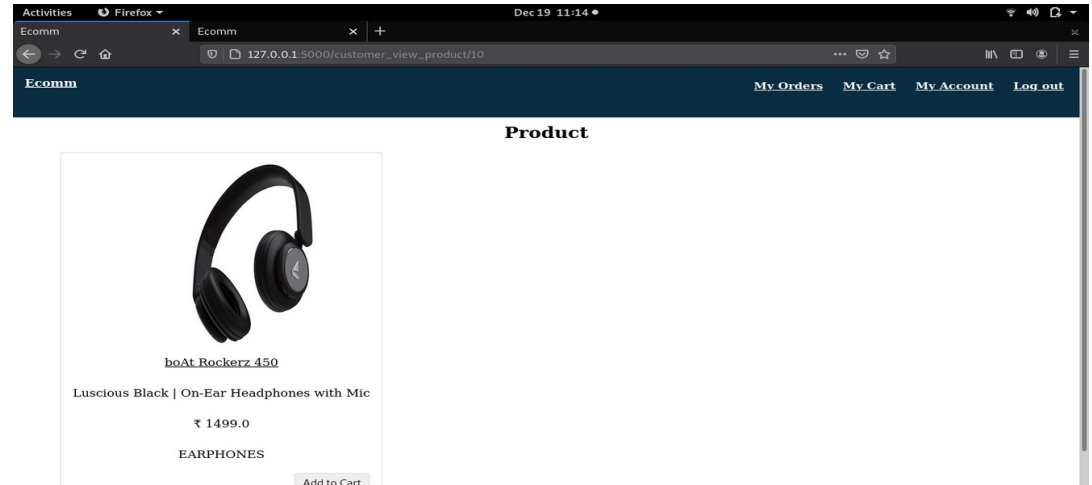 Activities Firefox Dec 19 11:14
Ecomm Ecomm
127.0.0.1:5000/customer_view_product/10
Ecomm My Orders My Cart My Account Log out
Product
boAt Rockerz 450
Luscious Black | On-Ear Headphones with Mic
₹ 1499.0
EARPHONES
Add to Cart